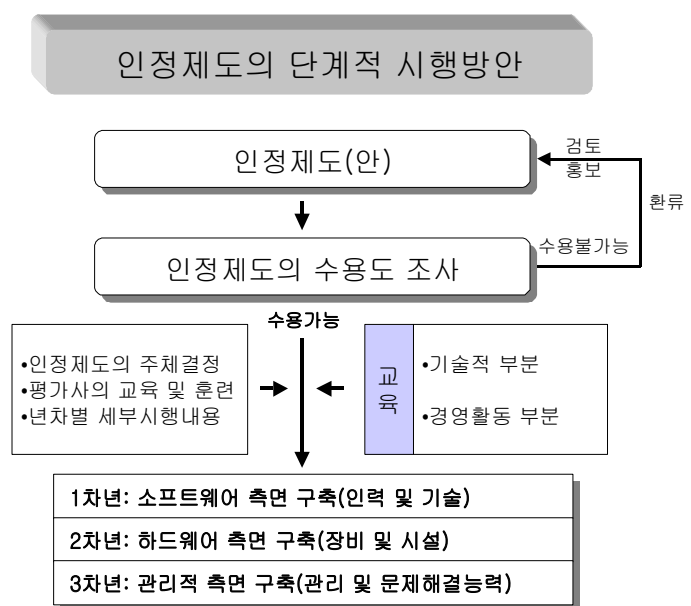 인정제도의 단계적 시행방안
인정제도(안)
검토
홍보
환류
인정제도의 수용도 조사
수용불가능
수용가능
•인정제도의 주체결정
•평가사의 교육 및 훈련
•년차별 세부시행내용
교
육
•기술적 부분
•경영활동 부분
1차년: 소프트웨어 측면 구축(인력 및 기술)
2차년: 하드웨어 측면 구축(장비 및 시설)
3차년: 관리적 측면 구축(관리 및 문제해결능력)